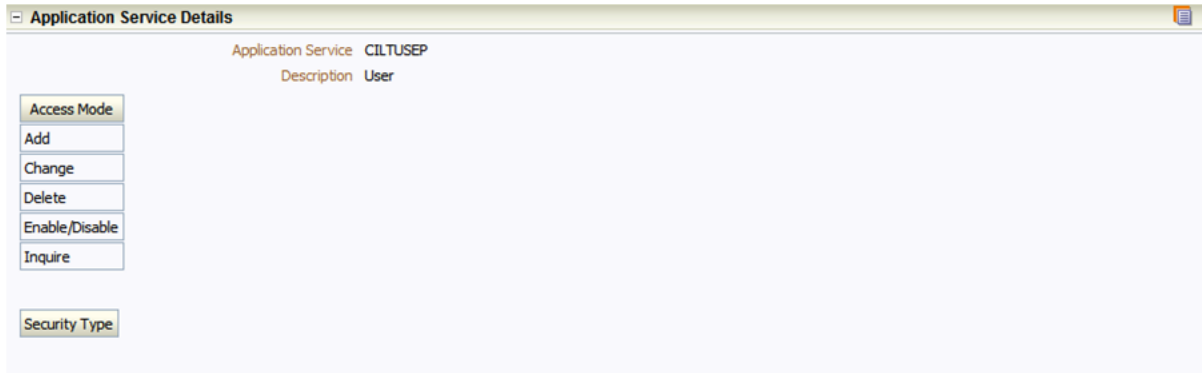 Application Service Details
Application Service CILTUSEP
Description User
Access Mode
Add
Change
Delete
Enable/Disable
Inquire
Security Type